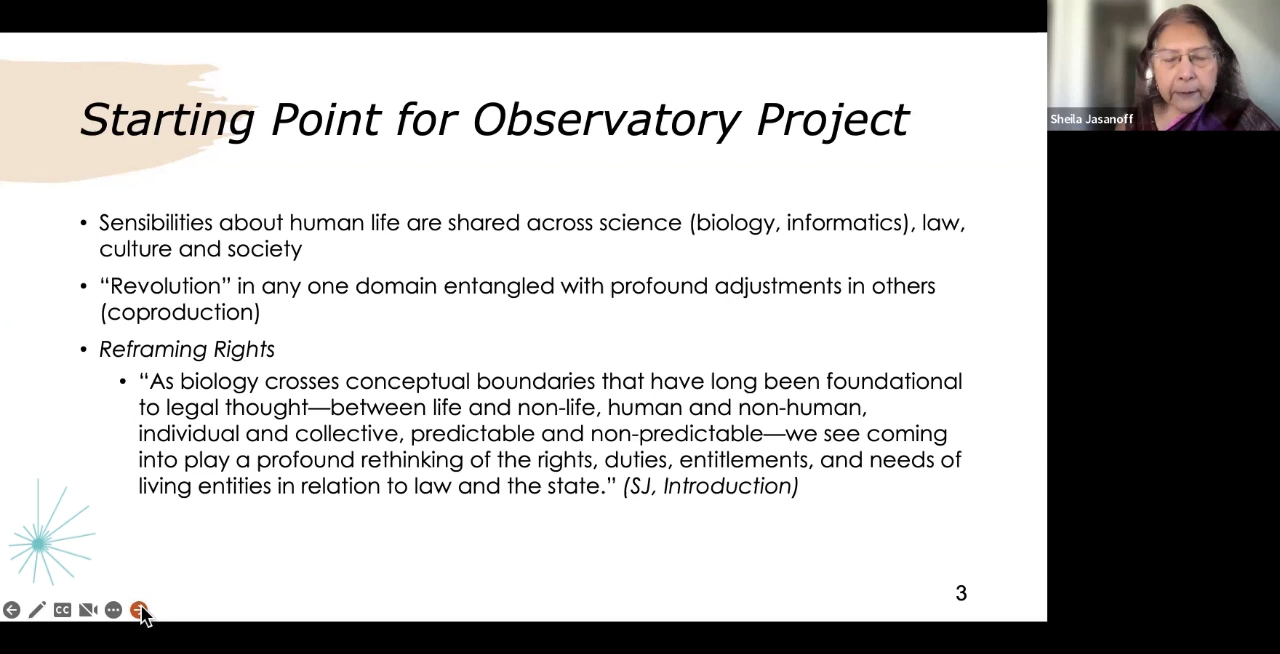 Starting Point for Observatory Project
• Sensibilities about human life are shared across science (biology, informatics), law,
culture and society
• “Revolution” in any one domain entangled with profound adjustments in others
(coproduction)
• Reframing Rights
• “As biology crosses conceptual boundaries that have long been foundational
to legal thought—between life and non-life, human and non-human,
individual and collective, predictable and non-predictable—we see coming
into play a profound rethinking of the rights, duties, entitlements, and needs of
living entities in relation to law and the state.” (SJ, Introduction)
3
CC
Sheila Jasanoff